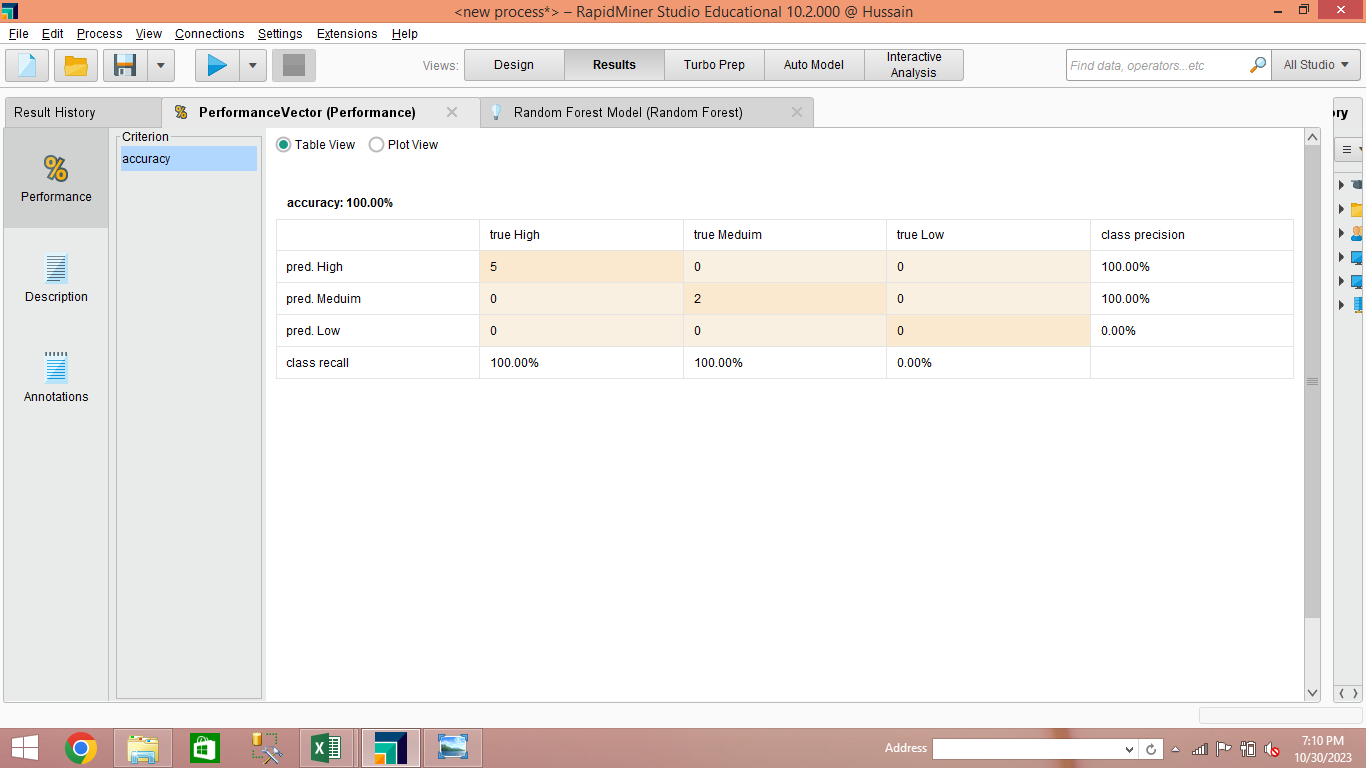 <new process*> – RapidMiner Studio Educational 10.2.000 @ Hussain
File Edit Process View Connections Settings Extensions Help
Views: Design Results Turbo Prep Auto Model Interactive Analysis
Find data, operators...etc All Studio
Result History % PerformanceVector (Performance) Random Forest Model (Random Forest) ory
Criterion
accuracy
% Performance
Description
Annotations
Table View Plot View
accuracy: 100.00%
true High true Meduim true Low class precision
pred. High 5 0 0 100.00%
pred. Meduim 0 2 0 100.00%
pred. Low 0 0 0 0.00%
class recall 100.00% 100.00% 0.00%
Address
7:10 PM
10/30/2023